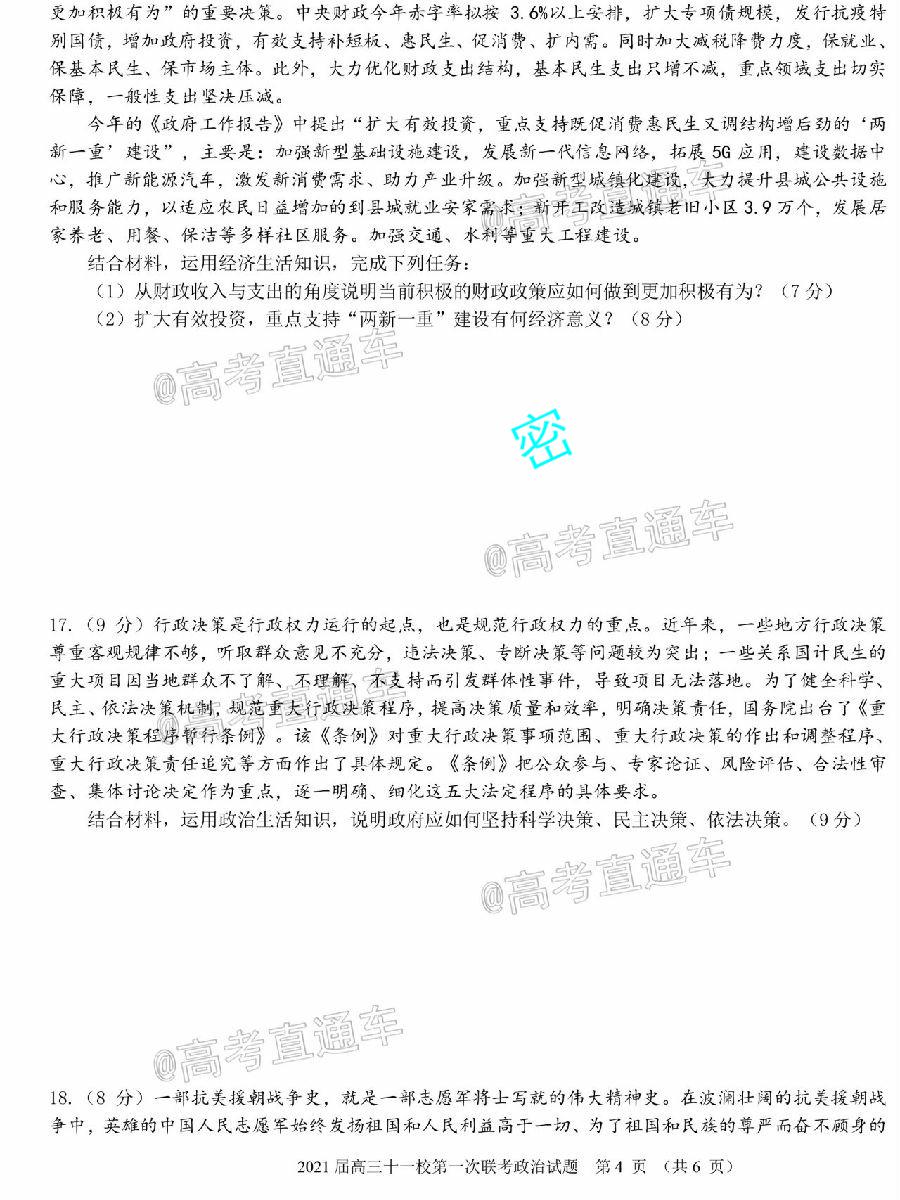 更加积极有为”的重要决策。中央财政今年赤字率拟按 3.6%以上安排，扩大专项债规模，发行抗疫特
别国债，增加政府投资，有效支持补短板、惠民生、促消费、扩内需。同时加大减税降费力度，保就业、
保基本民生、保市场主体。此外，大力优化财政支出结构，基本民生支出只增不减，重点领域支出切实
保障，一般性支出坚决压减。
今年的《政府工作报告》中提出“扩大有效投资，重点支持既促消费惠民生又调结构增后劲的‘两
新一重’建设”，主要是：加强新型基础设施建设，发展新一代信息网络，拓展 5G 应用，建设数据中
心，推广新能源汽车，激发新消费需求、助力产业升级。加强新型城镇化建设，大力提升县城公共设施
和服务能力，以适应农民日益增加的到县城就业安家需求；新开工改造城镇老旧小区 3.9 万个，发展居
家养老、用餐、保洁等多样社区服务。加强交通、水利等重大工程建设。
@高考直通车
结合材料，运用经济生活知识，完成下列任务：
（1）从财政收入与支出的角度说明当前积极的财政政策应如何做到更加积极有为？（7 分）
（2）扩大有效投资，重点支持“两新一重”建设有何经济意义？（8 分）
@高考直通车
密
@高考直通车
17.（9 分）行政决策是行政权力运行的起点，也是规范行政权力的重点。近年来，一些地方行政决策
尊重客观规律不够，听取群众意见不充分，违法决策、专断决策等问题较为突出；一些关系国计民生的
重大项目因当地群众不了解、不理解、不支持而引发群体性事件，导致项目无法落地。为了健全科学、
民主、依法决策机制，规范重大行政决策程序，提高决策质量和效率，明确决策责任，国务院出台了《重
大行政决策程序暂行条例》。该《条例》对重大行政决策事项范围、重大行政决策的作出和调整程序、
重大行政决策责任追究等方面作出了具体规定。《条例》把公众参与、专家论证、风险评估、合法性审
查、集体讨论决定作为重点，逐一明确、细化这五大法定程序的具体要求。
@高考直通车
结合材料，运用政治生活知识，说明政府应如何坚持科学决策、民主决策、依法决策。（9 分）
@高考直通车
@高考直通车
18.（8 分）一部抗美援朝战争史，就是一部志愿军将士写就的伟大精神史。在波澜壮阔的抗美援朝战
争中，英雄的中国人民志愿军始终发扬祖国和人民利益高于一切、为了祖国和民族的尊严而奋不顾身的
2021 届高三十一校第一次联考政治试题 第 4 页 （共 6 页）